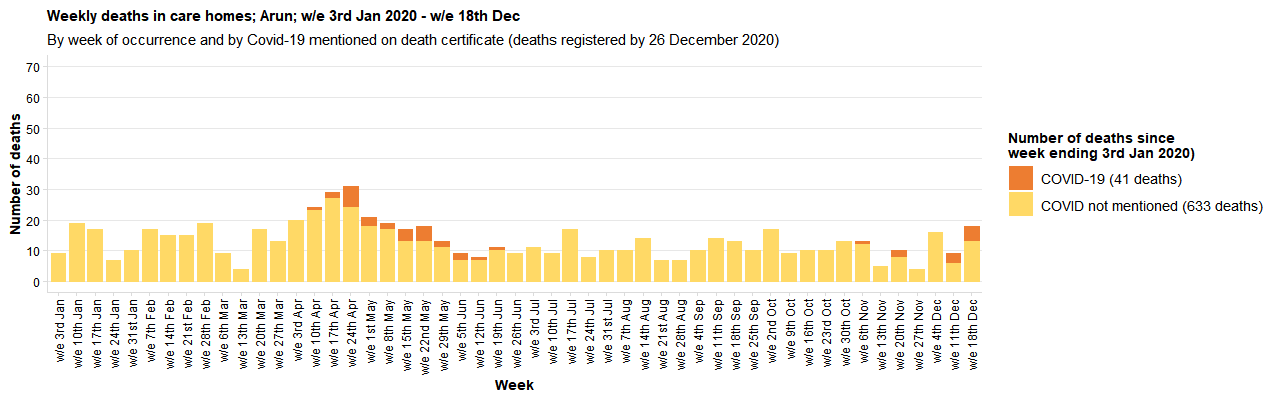 Weekly deaths in care homes; Arun; w/e 3rd Jan 2020 - w/e 18th Dec
By week of occurrence and by Covid-19 mentioned on death certificate (deaths registered by 26 December 2020)
70
60
50
40
30
20
10
0
Number of deaths
w/e 3rd Jan
w/e 10th Jan
w/e 17th Jan
w/e 24th Jan
w/e 31st Jan
w/e 7th Feb
w/e 14th Feb
w/e 21st Feb
w/e 28th Feb
w/e 6th Mar
w/e 13th Mar
w/e 20th Mar
w/e 27th Mar
w/e 3rd Apr
w/e 10th Apr
w/e 17th Apr
w/e 24th Apr
w/e 1st May
w/e 8th May
w/e 15th May
w/e 22nd May
w/e 29th May
w/e 5th Jun
w/e 12th Jun
w/e 19th Jun
w/e 26th Jun
w/e 3rd Jul
w/e 10th Jul
w/e 17th Jul
w/e 24th Jul
w/e 31st Jul
w/e 7th Aug
w/e 14th Aug
w/e 21st Aug
w/e 28th Aug
w/e 4th Sep
w/e 11th Sep
w/e 18th Sep
w/e 25th Sep
w/e 2nd Oct
w/e 9th Oct
w/e 16th Oct
w/e 23rd Oct
w/e 30th Oct
w/e 6th Nov
w/e 13th Nov
w/e 20th Nov
w/e 27th Nov
w/e 4th Dec
w/e 11th Dec
w/e 18th Dec
Week
Number of deaths since
week ending 3rd Jan 2020)
COVID-19 (41 deaths)
COVID not mentioned (633 deaths)